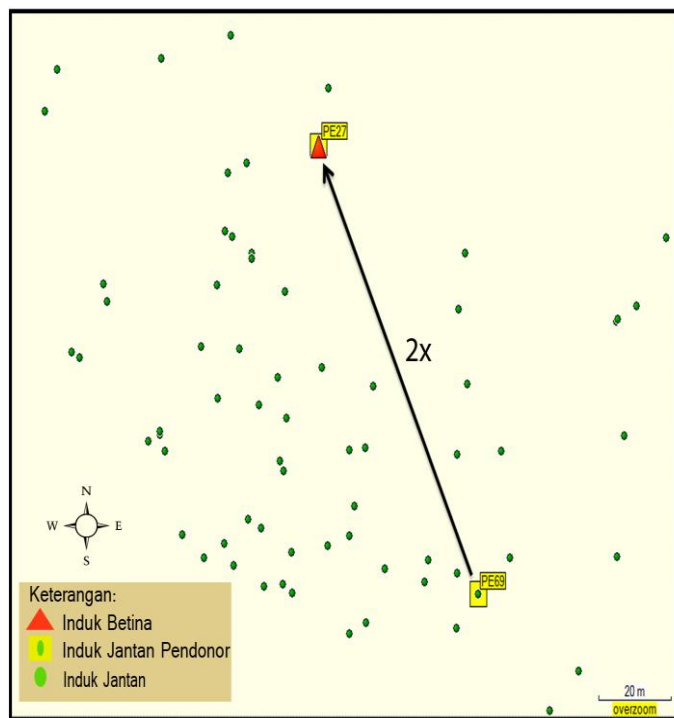 PE27
2x
N
W E
S
PE69
Keterangan:
Induk Betina
Induk Jantan Pendonor
Induk Jantan
20 m
overzoom